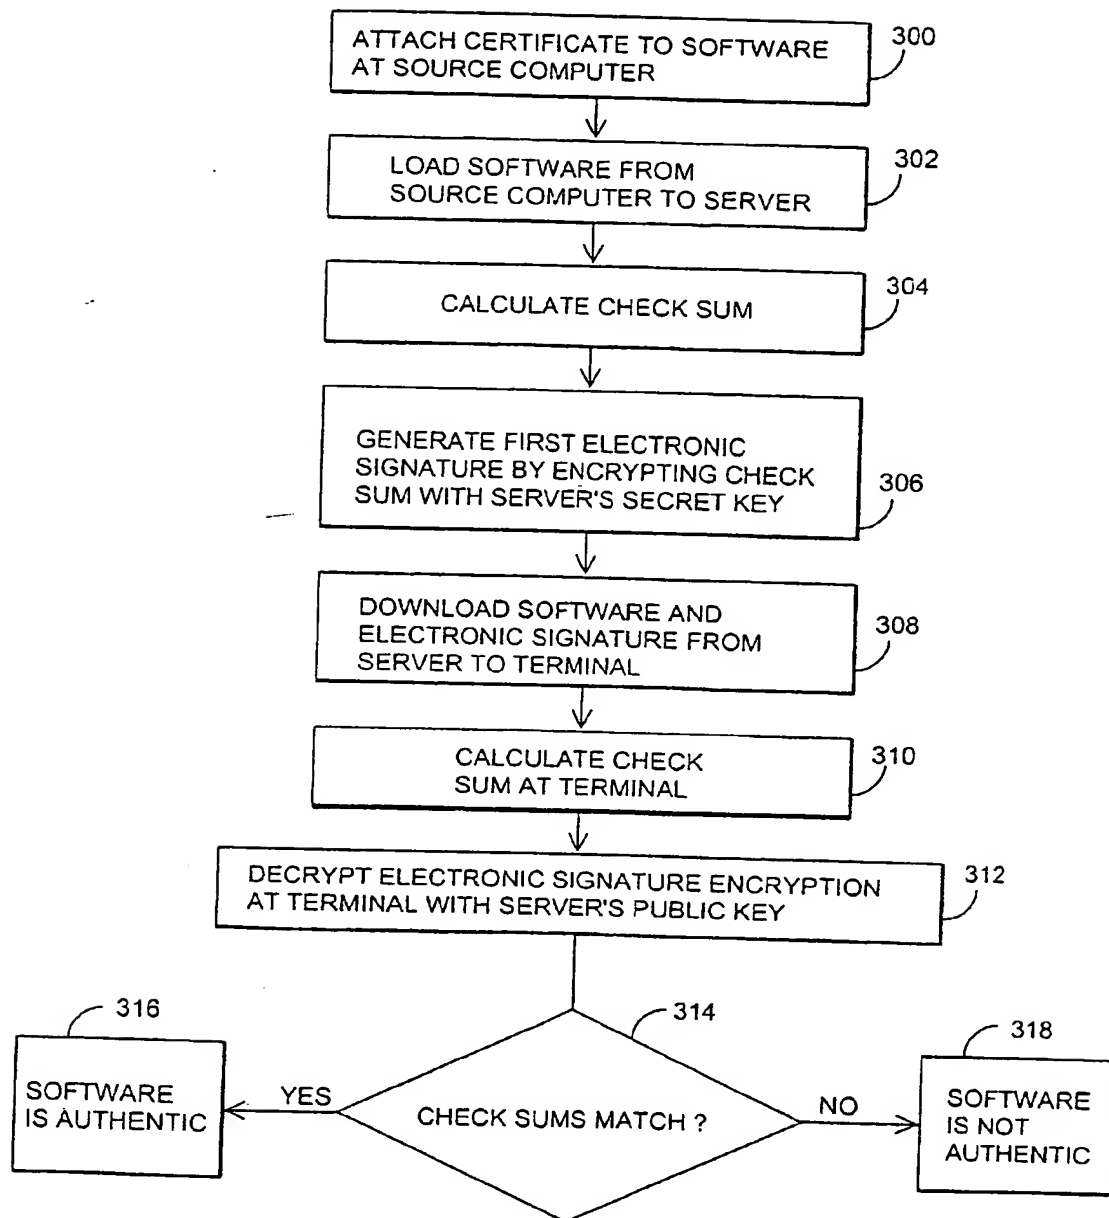 ATTACH CERTIFICATE TO SOFTWARE
AT SOURCE COMPUTER
300
LOAD SOFTWARE FROM
SOURCE COMPUTER TO SERVER
302
CALCULATE CHECK SUM
304
GENERATE FIRST ELECTRONIC
SIGNATURE BY ENCRYPTING CHECK
SUM WITH SERVER'S SECRET KEY
306
DOWNLOAD SOFTWARE AND
ELECTRONIC SIGNATURE FROM
SERVER TO TERMINAL
308
CALCULATE CHECK
SUM AT TERMINAL
310
DECRYPT ELECTRONIC SIGNATURE ENCRYPTION
AT TERMINAL WITH SERVER'S PUBLIC KEY
312
316
314
318
SOFTWARE
IS AUTHENTIC
YES
CHECK SUMS MATCH ?
NO
SOFTWARE
IS NOT
AUTHENTIC